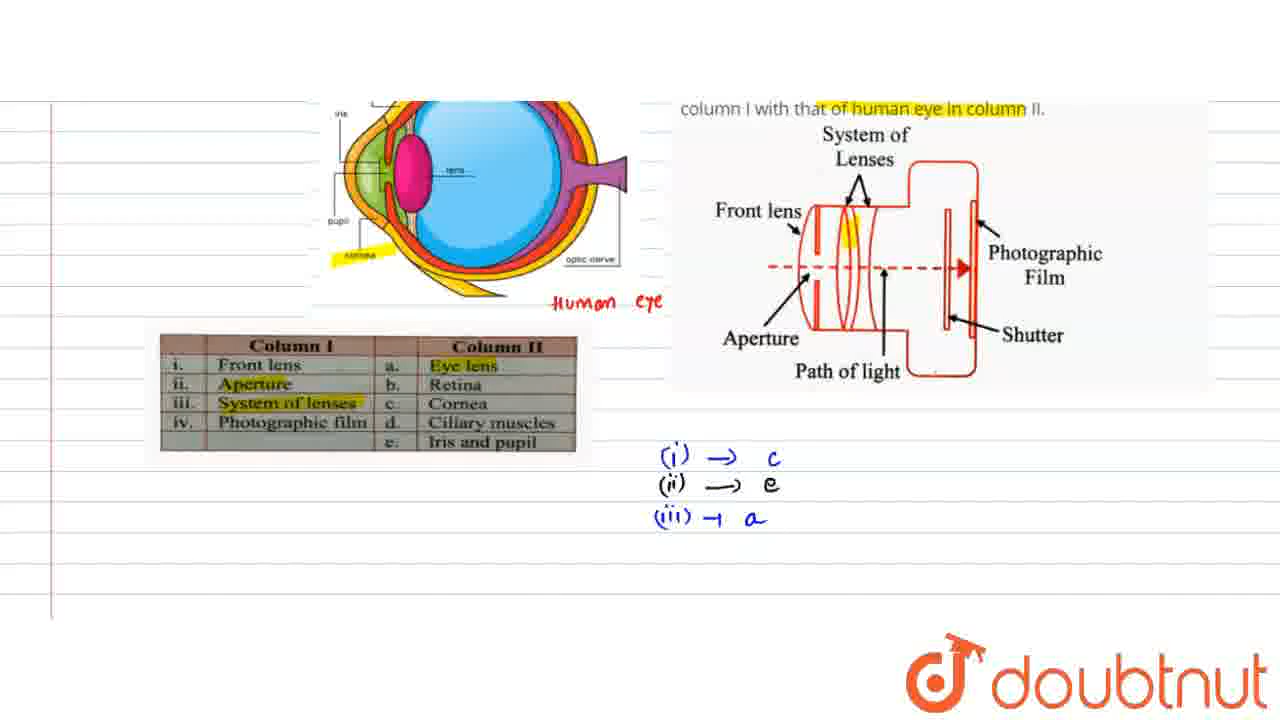 column I with that of human eye in column II.
iris
lens
pupil
cornea
optic nerve
Human eye
System of
Lenses
Front lens
Photographic
Film
Aperture
Shutter
Path of light
Column I Column II
i. Front lens a. Eye lens
ii. Aperture b. Retina
iii. System of lenses c. Cornea
iv. Photographic film d. Ciliary muscles
e. Iris and pupil
(i) → c
(ii) → e
(iii) → a
doubtnut